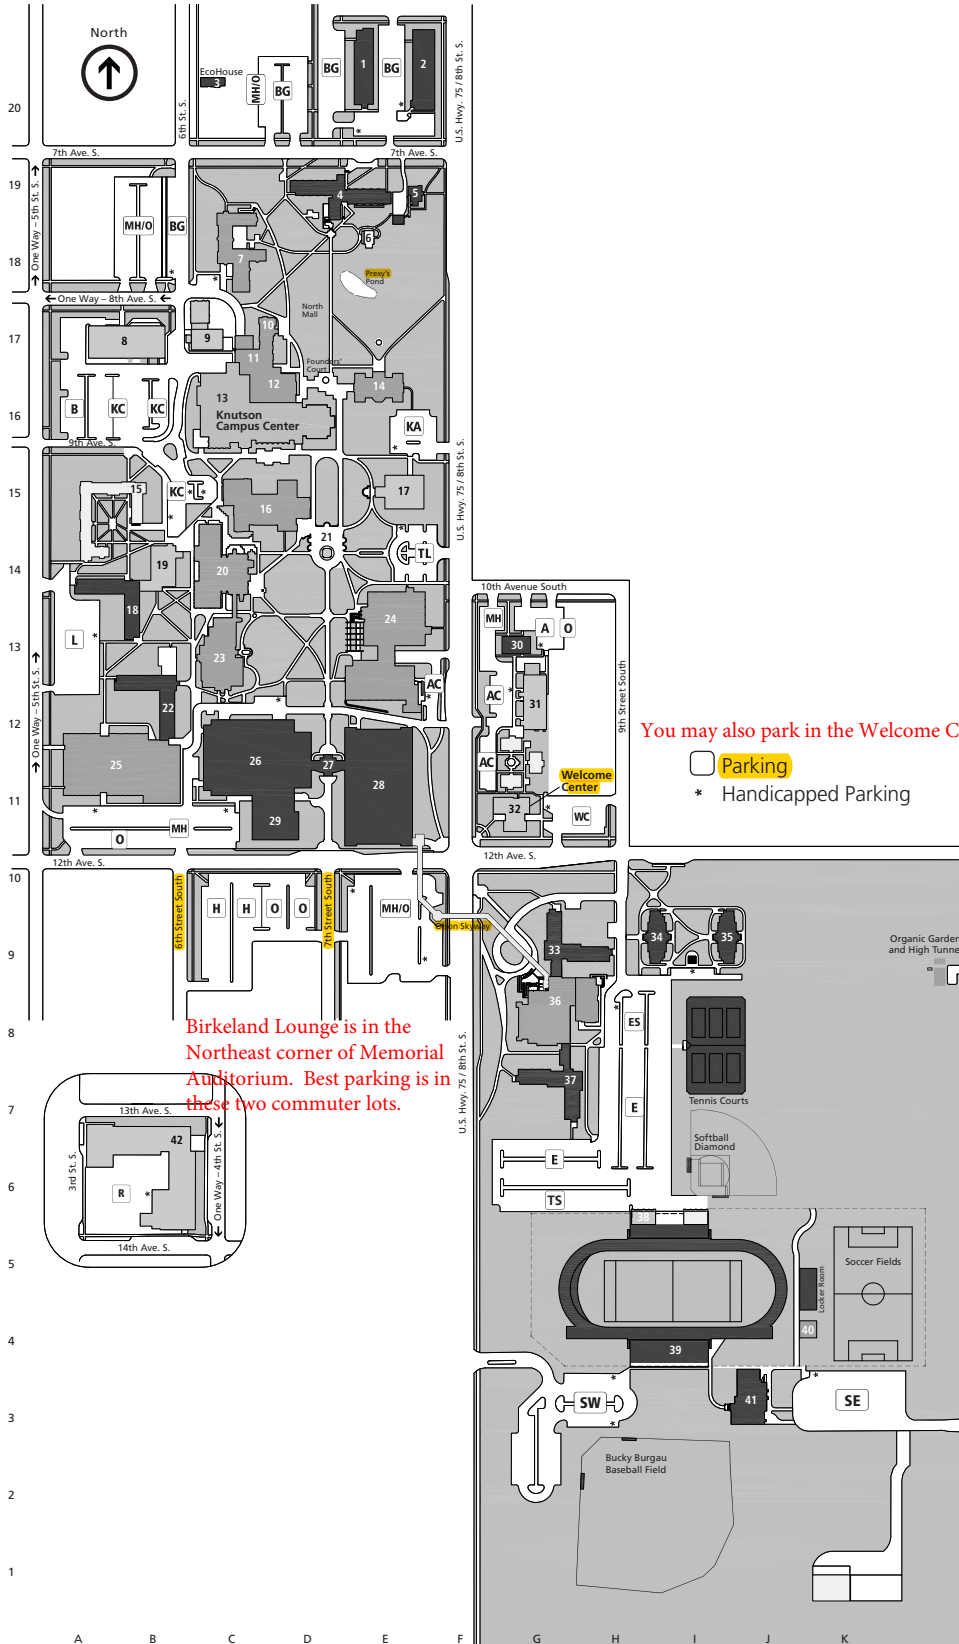 North
20
19
18
17
16
15
14
13
12
11
10
9
8
7
6
5
4
3
2
1
A B C D E F G H I J K
6th St. S.
EcoHouse
3
MH/O
BG
BG
1
BG
2
U.S. Hwy. 75 / 8th St. S.
7th Ave. S.
7th Ave. S.
One Way – 5th St. S.
MH/O
BG
4
5
6
7
Prexy's
Pond
North
Mall
One Way – 8th Ave. S.
8
9
10
11
12
Founders'
Court
13
Knutson
Campus Center
14
B
KC
KC
KA
9th Ave. S.
U.S. Hwy. 75 / 8th St. S.
15
KC
16
17
21
TL
19
20
18
10th Avenue South
L
23
24
MH
30
A
O
One Way – 5th St. S.
22
AC
AC
31
9th Street South
25
26
27
28
AC
Welcome
Center
29
32
WC
O
MH
12th Ave. S.
12th Ave. S.
You may also park in the Welcome C
Parking
* Handicapped Parking
6th Street South
H
H
O
O
7th Street South
MH/O
Olson Skyway
33
34
35
Organic Garden
and High Tunne
36
ES
Birkeland Lounge is in the
Northeast corner of Memorial
Auditorium. Best parking is in
these two commuter lots.
U.S. Hwy. 75 / 8th St. S.
37
E
Tennis Courts
Softball
Diamond
13th Ave. S.
42
3rd St. S.
R
One Way – 4th St. S.
14th Ave. S.
E
TS
38
Locker Room
Soccer Fields
40
39
41
SW
SE
Bucky Burgau
Baseball Field